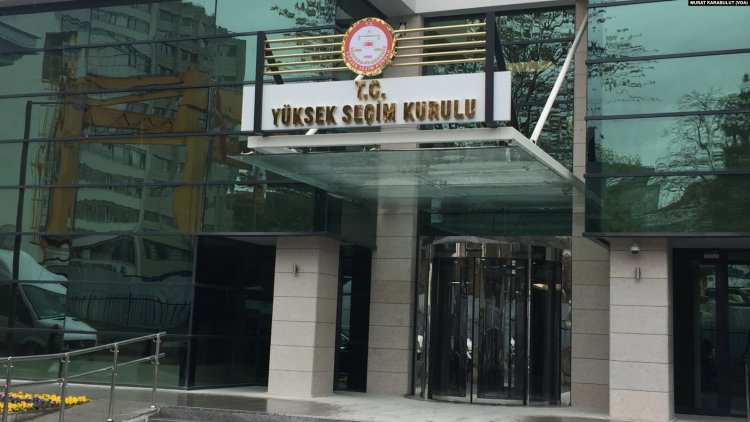 MURAT KARABULUT (VOA)
T.C.
YÜKSEK SEÇİM KURULU